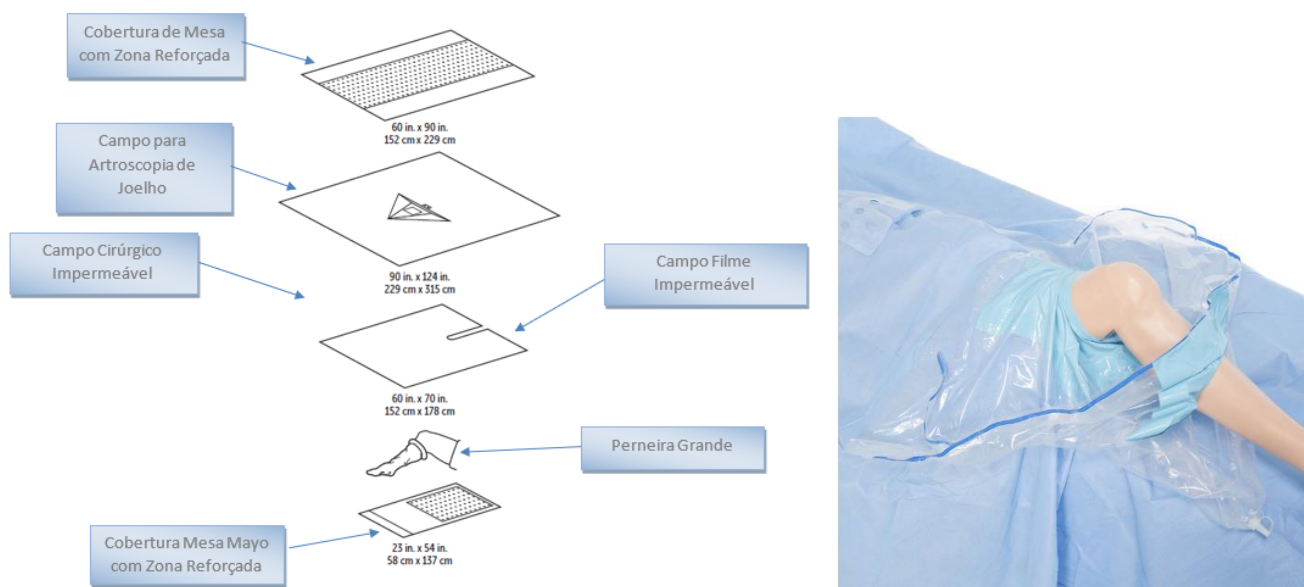 Cobertura de Mesa
com Zona Reforçada
60 in. x 90 in.
152 cm x 229 cm
Campo para
Artroscopia de
Joelho
90 in. x 124 in.
229 cm x 315 cm
Campo Cirúrgico
Impermeável
Campo Filme
Impermeável
60 in. x 70 in.
152 cm x 178 cm
Perneira Grande
Cobertura Mesa Mayo
com Zona Reforçada
23 in. x 54 in.
58 cm x 137 cm